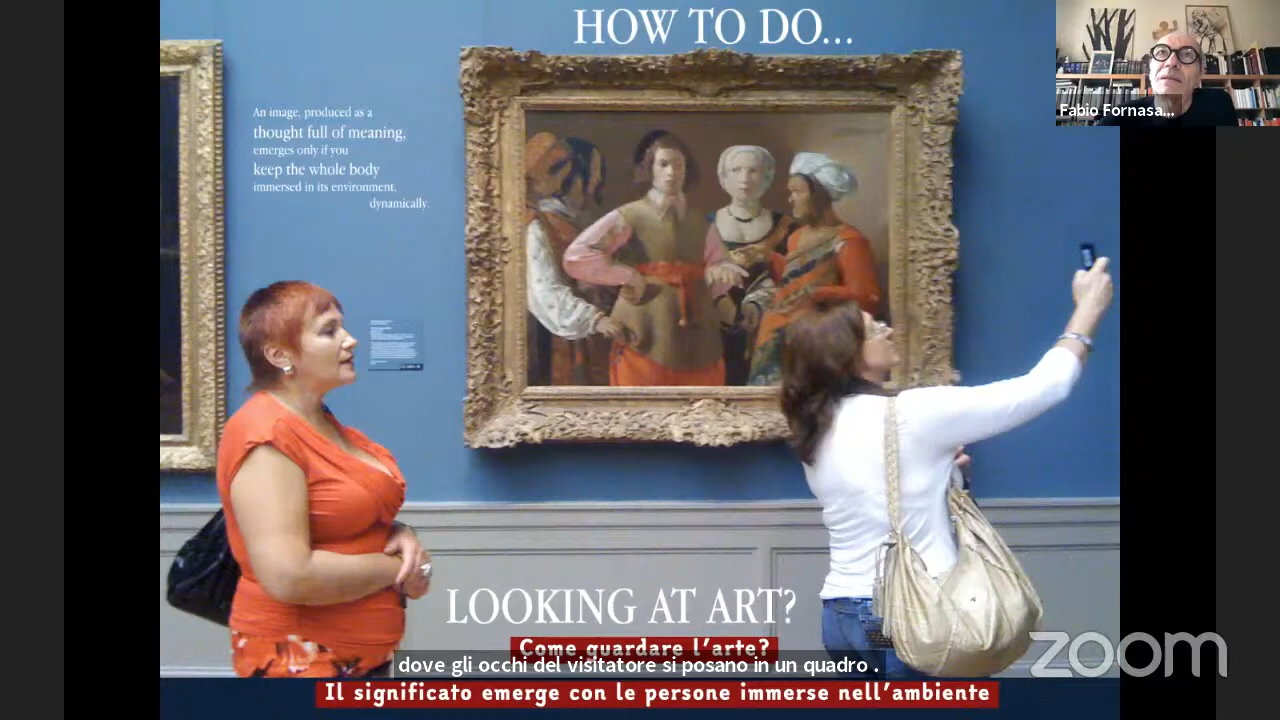 HOW TO DO...
Fabio Fornasa...
An image, produced as a
thought full of meaning,
emerges only if you
keep the whole body
immersed in its environment,
dynamically.
LOOKING AT ART?
Come guardare l'arte?
dove gli occhi del visitatore si posano in un quadro .
zoom
Il significato emerge con le persone immerse nell'ambiente